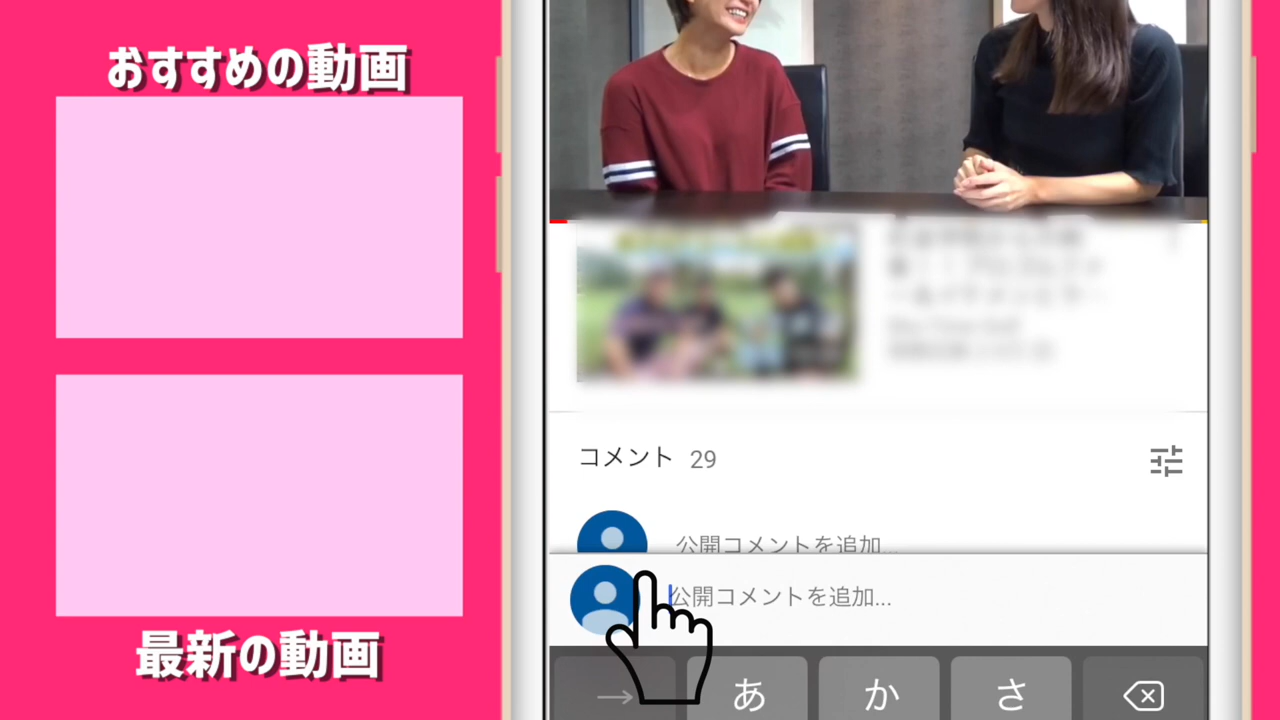 おすすめの動画
最新の動画
コメント 29
公開コメントを追加...
公開コメントを追加...
→ あ か さ